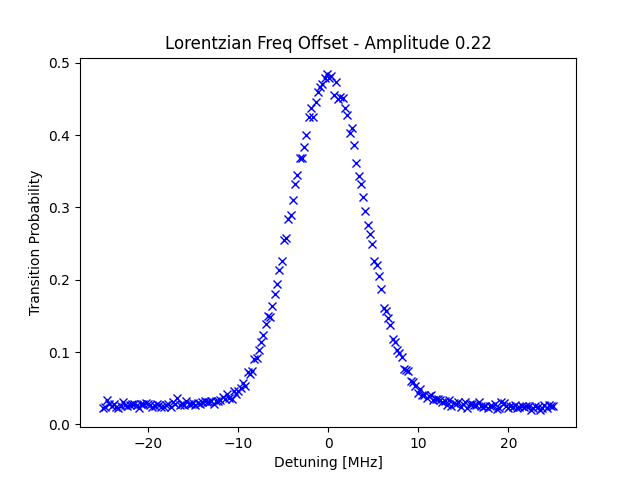 Lorentzian Freq Offset - Amplitude 0.22
0.5
0.4
0.3
0.2
0.1
0.0
Transition Probability
−20 −10 0 10 20
Detuning [MHz]